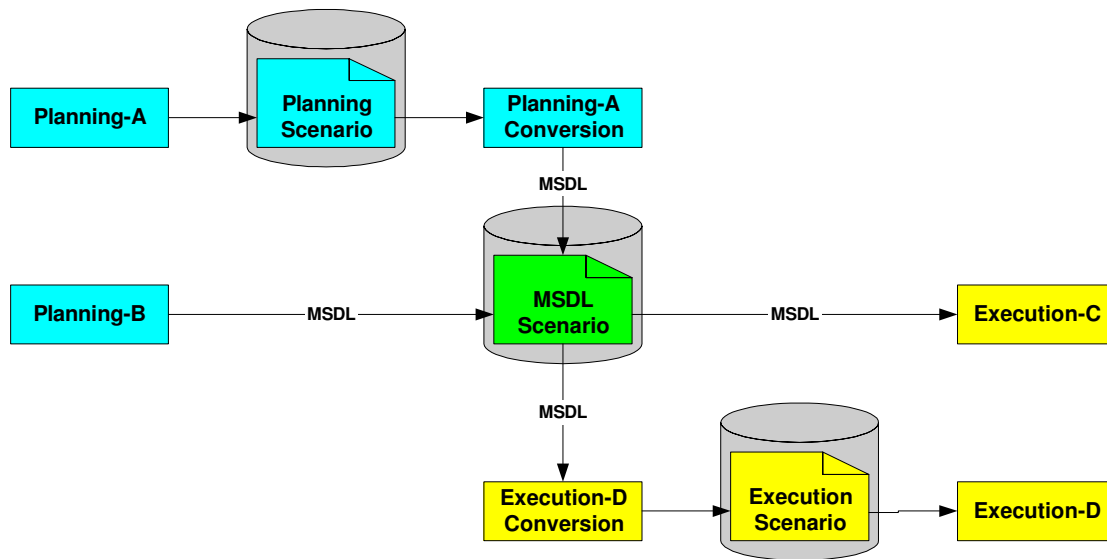 Planning-A
Planning
Scenario
Planning-A
Conversion
MSDL
Planning-B
MSDL
MSDL
Scenario
MSDL
Execution-C
MSDL
Execution-D
Conversion
Execution
Scenario
Execution-D